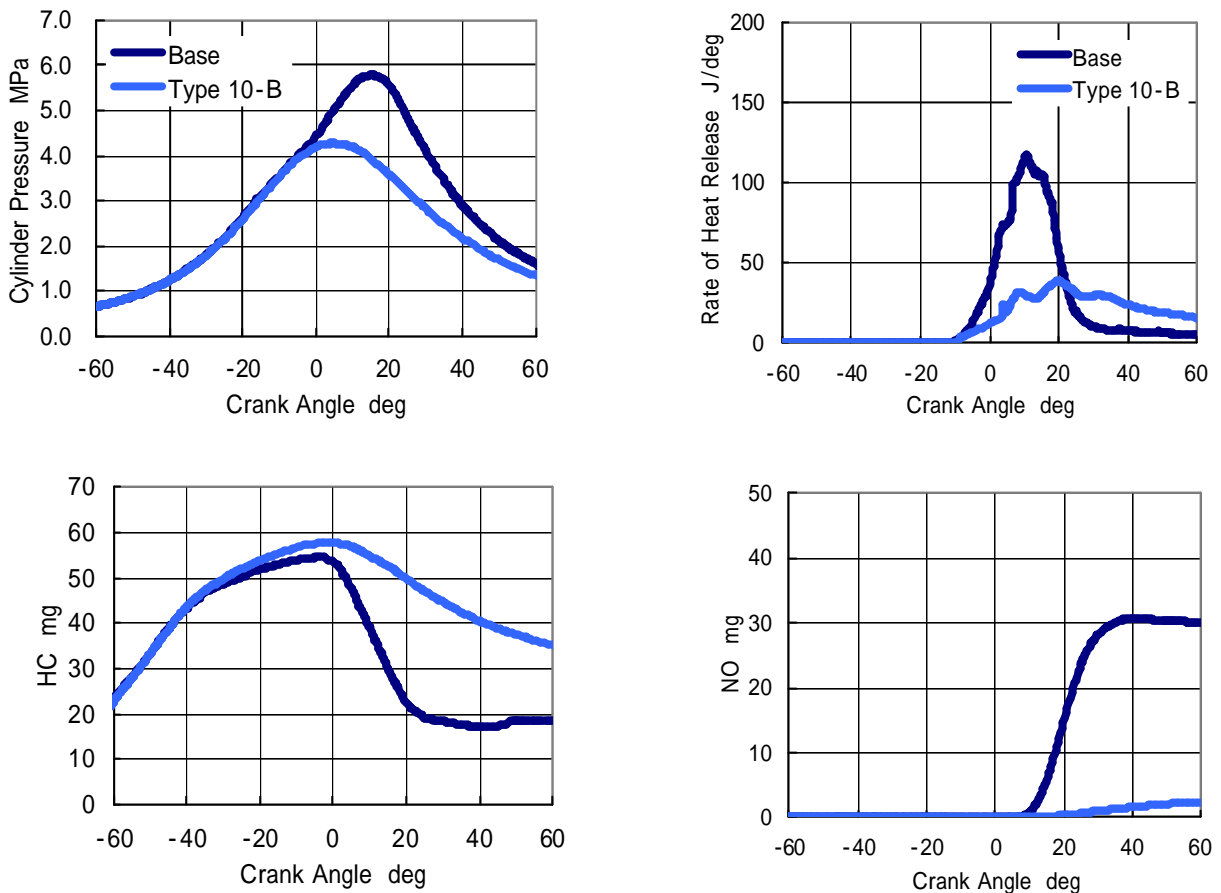 7.0
6.0
5.0
4.0
3.0
2.0
1.0
0.0
Cylinder Pressure MPa
Base
Type 10-B
-60 -40 -20 0 20 40 60
Crank Angle deg
200
150
100
50
0
Rate of Heat Release J/deg
Base
Type 10-B
-60 -40 -20 0 20 40 60
Crank Angle deg
70
60
50
40
30
20
10
0
HC mg
-60 -40 -20 0 20 40 60
Crank Angle deg
50
40
30
20
10
0
NO mg
-60 -40 -20 0 20 40 60
Crank Angle deg